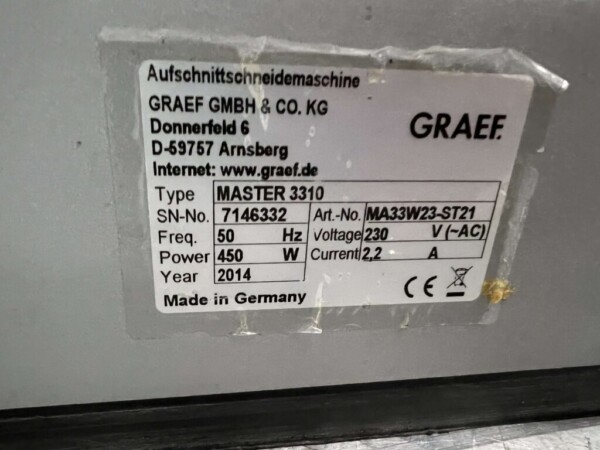 Aufschnittschneidemaschine
GRAEF GMBH & CO. KG
Donnerfeld 6
D-59757 Arnsberg
Internet: www.graef.de
GRAEF.
Type MASTER 3310
SN-No. 7146332 Art.-No. MA33W23-ST21
Freq. 50 Hz Voltage 230 V (~AC)
Power 450 W Current 2,2 A
Year 2014
Made in Germany CE